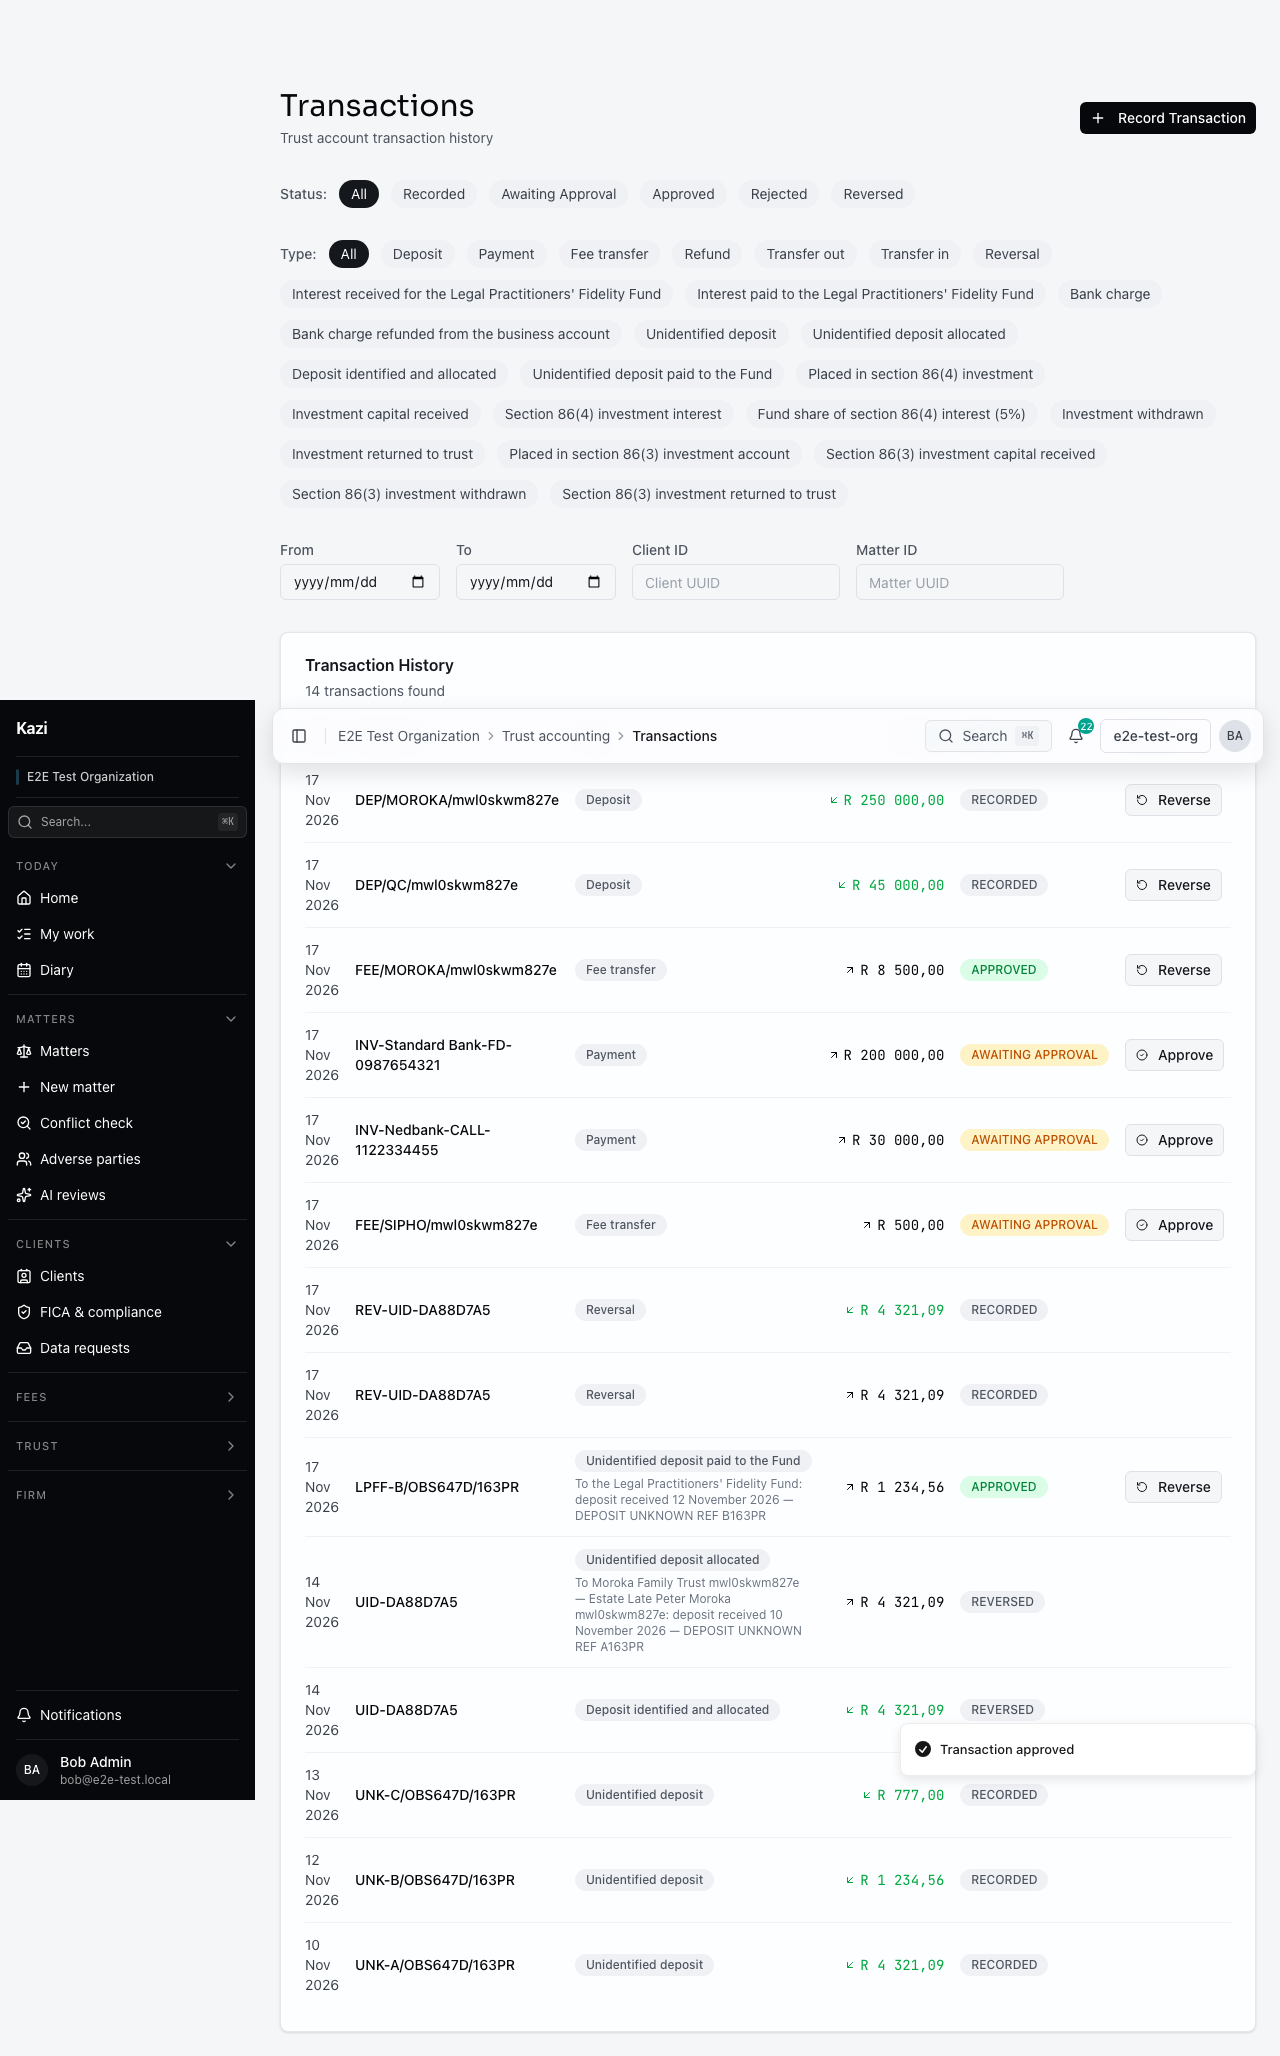 Transactions
Trust account transaction history
Record Transaction
Status: All Recorded Awaiting Approval Approved Rejected Reversed
Type: All Deposit Payment Fee transfer Refund Transfer out Transfer in Reversal
Interest received for the Legal Practitioners' Fidelity Fund Interest paid to the Legal Practitioners' Fidelity Fund Bank charge
Bank charge refunded from the business account Unidentified deposit Unidentified deposit allocated
Deposit identified and allocated Unidentified deposit paid to the Fund Placed in section 86(4) investment
Investment capital received Section 86(4) investment interest Fund share of section 86(4) interest (5%) Investment withdrawn
Investment returned to trust Placed in section 86(3) investment account Section 86(3) investment capital received
Section 86(3) investment withdrawn Section 86(3) investment returned to trust
From To Client ID Matter ID
yyyy/mm/dd yyyy/mm/dd Client UUID Matter UUID
Transaction History
14 transactions found
E2E Test Organization Trust accounting Transactions Search ⌘K 22 e2e-test-org BA
Kazi
E2E Test Organization
Search... ⌘K
TODAY
Home
My work
Diary
MATTERS
Matters
New matter
Conflict check
Adverse parties
AI reviews
CLIENTS
Clients
FICA & compliance
Data requests
FEES
TRUST
FIRM
Notifications
BA Bob Admin
bob@e2e-test.local
17 Nov 2026 DEP/MOROKA/mwl0skwm827e Deposit R 250 000,00 RECORDED Reverse
17 Nov 2026 DEP/QC/mwl0skwm827e Deposit R 45 000,00 RECORDED Reverse
17 Nov 2026 FEE/MOROKA/mwl0skwm827e Fee transfer R 8 500,00 APPROVED Reverse
17 Nov 2026 INV-Standard Bank-FD-
0987654321 Payment R 200 000,00 AWAITING APPROVAL Approve
17 Nov 2026 INV-Nedbank-CALL-
1122334455 Payment R 30 000,00 AWAITING APPROVAL Approve
17 Nov 2026 FEE/SIPHO/mwl0skwm827e Fee transfer R 500,00 AWAITING APPROVAL Approve
17 Nov 2026 REV-UID-DA88D7A5 Reversal R 4 321,09 RECORDED
17 Nov 2026 REV-UID-DA88D7A5 Reversal R 4 321,09 RECORDED
17 Nov 2026 LPFF-B/OBS647D/163PR Unidentified deposit paid to the Fund
To the Legal Practitioners' Fidelity Fund:
deposit received 12 November 2026 —
DEPOSIT UNKNOWN REF B163PR
R 1 234,56 APPROVED Reverse
14 Nov 2026 UID-DA88D7A5 Unidentified deposit allocated
To Moroka Family Trust mwl0skwm827e
— Estate Late Peter Moroka
mwl0skwm827e: deposit received 10
November 2026 — DEPOSIT UNKNOWN
REF A163PR
R 4 321,09 REVERSED
14 Nov 2026 UID-DA88D7A5 Deposit identified and allocated R 4 321,09 REVERSED
Transaction approved
13 Nov 2026 UNK-C/OBS647D/163PR Unidentified deposit R 777,00 RECORDED
12 Nov 2026 UNK-B/OBS647D/163PR Unidentified deposit R 1 234,56 RECORDED
10 Nov 2026 UNK-A/OBS647D/163PR Unidentified deposit R 4 321,09 RECORDED